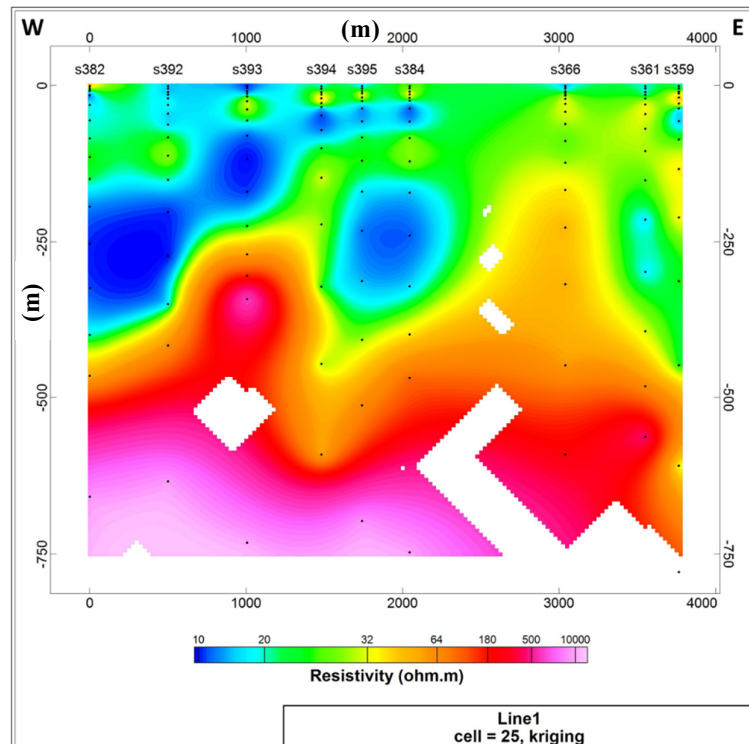 W (m) E
0 1000 2000 3000 4000
s382 s392 s393 s394 s395 s384 s366 s361 s359
0 0
-250 -250
(m)
-500 -500
-750 -750
0 1000 2000 3000 4000
10 20 32 64 180 500 10000
Resistivity (ohm.m)
Line1
cell = 25, kriging